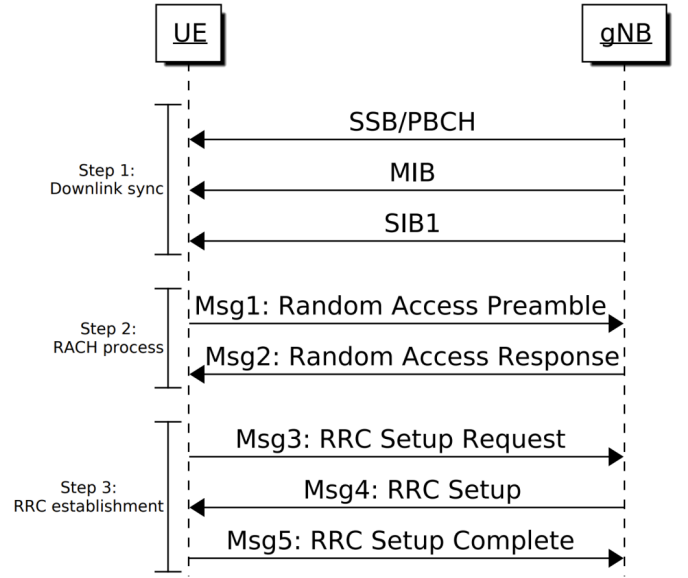 UE
gNB
SSB/PBCH
Step 1:
Downlink sync
MIB
SIB1
Msg1: Random Access Preamble
Step 2:
RACH process
Msg2: Random Access Response
Msg3: RRC Setup Request
Step 3:
RRC establishment
Msg4: RRC Setup
Msg5: RRC Setup Complete